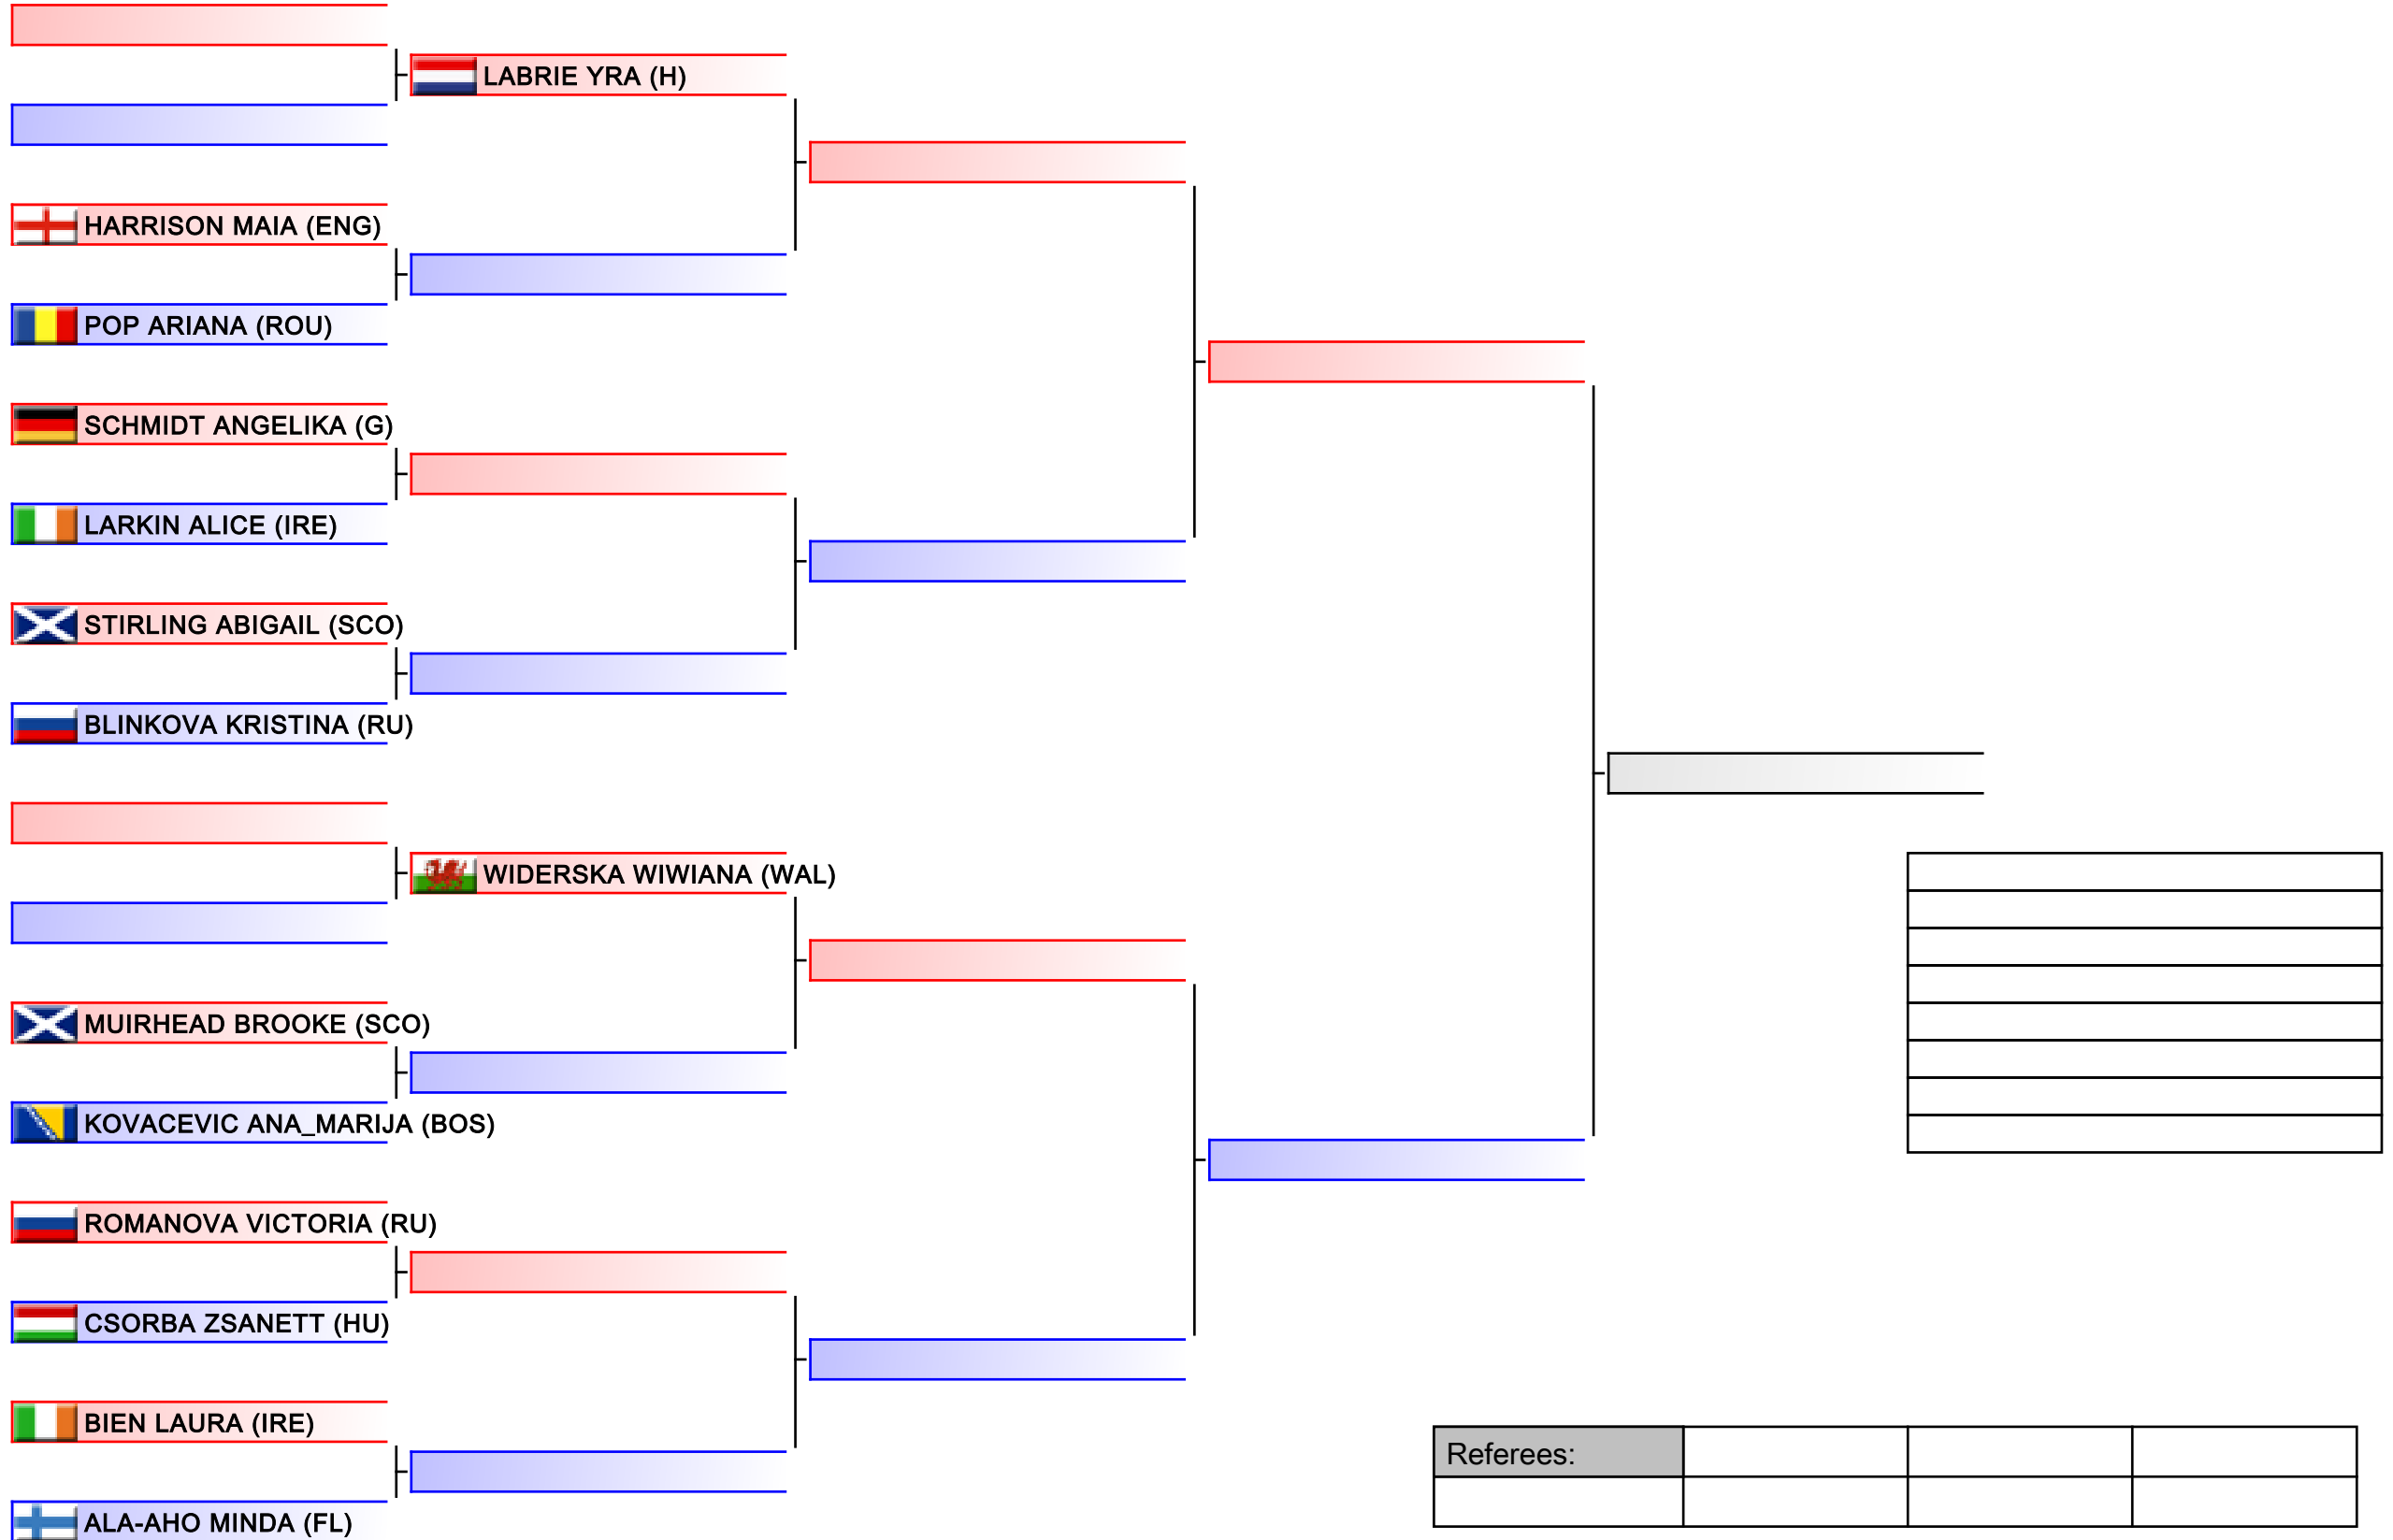 LABRIE YRA (H)
HARRISON MAIA (ENG)
POP ARIANA (ROU)
SCHMIDT ANGELIKA (G)
LARKIN ALICE (IRE)
STIRLING ABIGAIL (SCO)
BLINKOVA KRISTINA (RU)
WIDERSKA WIWIANA (WAL)
MUIRHEAD BROOKE (SCO)
KOVACEVIC ANA_MARIJA (BOS)
ROMANOVA VICTORIA (RU)
CSORBA ZSANETT (HU)
BIEN LAURA (IRE)
ALA-AHO MINDA (FL)
Referees: